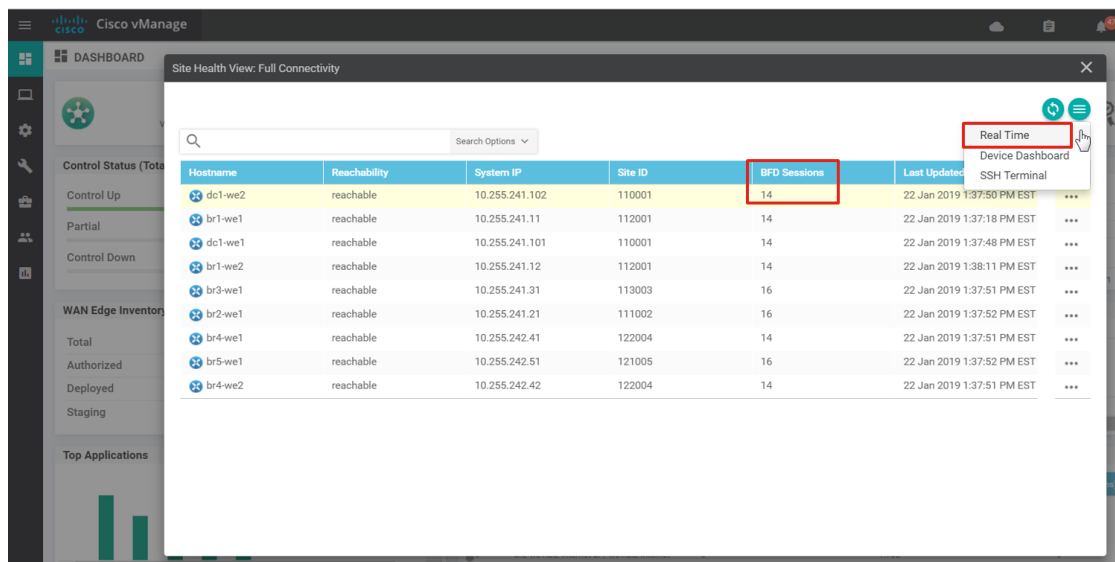 cisco Cisco vManage
DASHBOARD
Site Health View: Full Connectivity
Search Options
Real Time
Device Dashboard
SSH Terminal
Control Status (Tota
Control Up
Partial
Control Down
WAN Edge Inventory
Total
Authorized
Deployed
Staging
Top Applications
Hostname Reachability System IP Site ID BFD Sessions Last Updated
dc1-we2 reachable 10.255.241.102 110001 14 22 Jan 2019 1:37:50 PM EST
br1-we1 reachable 10.255.241.11 112001 14 22 Jan 2019 1:37:18 PM EST
dc1-we1 reachable 10.255.241.101 110001 14 22 Jan 2019 1:37:48 PM EST
br1-we2 reachable 10.255.241.12 112001 14 22 Jan 2019 1:38:11 PM EST
br3-we1 reachable 10.255.241.31 113003 16 22 Jan 2019 1:37:51 PM EST
br2-we1 reachable 10.255.241.21 111002 16 22 Jan 2019 1:37:52 PM EST
br4-we1 reachable 10.255.242.41 122004 14 22 Jan 2019 1:37:51 PM EST
br5-we1 reachable 10.255.242.51 121005 16 22 Jan 2019 1:37:52 PM EST
br4-we2 reachable 10.255.242.42 122004 14 22 Jan 2019 1:37:51 PM EST